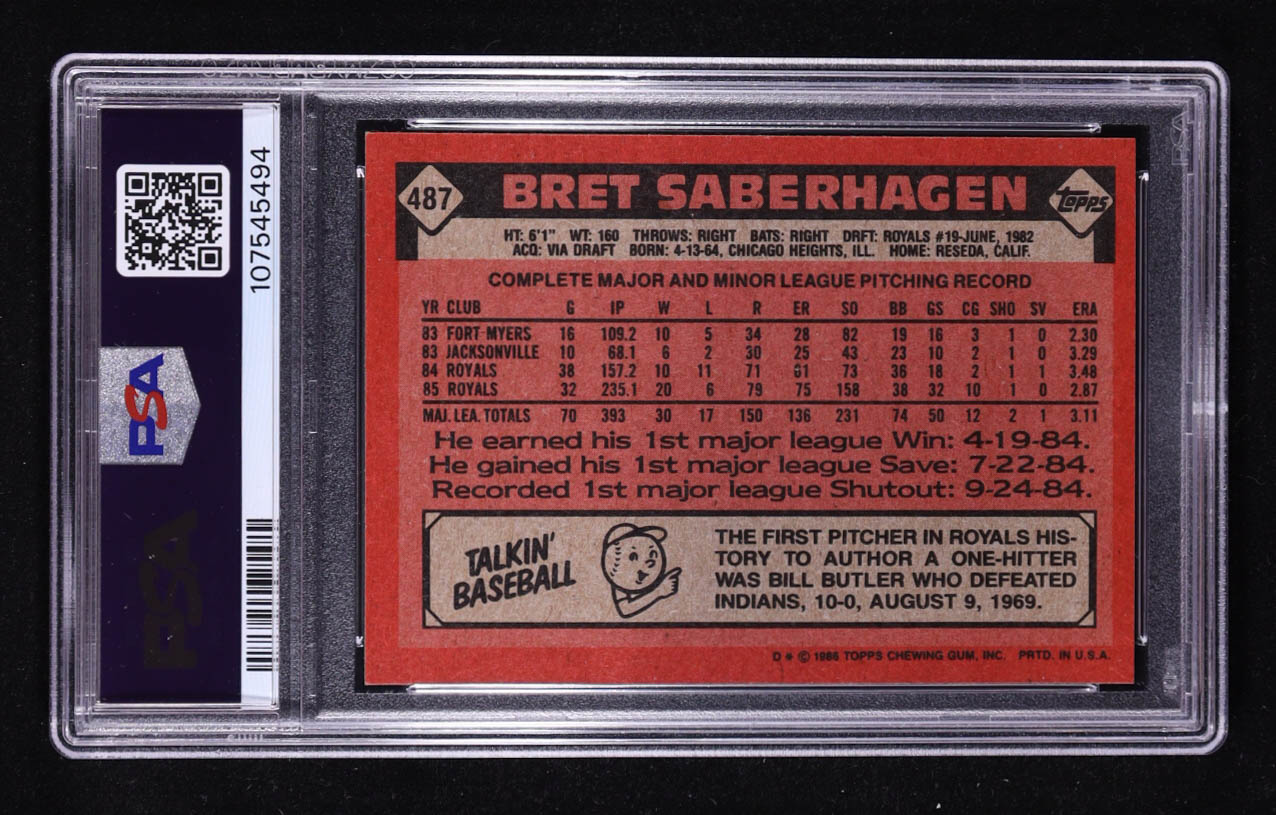 107545494
PSA
PSA
487
BRET SABERHAGEN
Topps
HT: 6'1" WT: 160 THROWS: RIGHT BATS: RIGHT DRFT: ROYALS #19-JUNE, 1982
ACQ: VIA DRAFT BORN: 4-13-64, CHICAGO HEIGHTS, ILL. HOME: RESEDA, CALIF.
COMPLETE MAJOR AND MINOR LEAGUE PITCHING RECORD
YR CLUB G IP W L R ER SO BB GS CG SHO SV ERA
83 FORT MYERS 16 109.2 10 5 34 28 82 19 16 3 1 0 2.30
83 JACKSONVILLE 10 68.1 6 2 30 25 43 23 10 2 1 0 3.29
84 ROYALS 38 157.2 10 11 71 61 73 36 18 2 1 1 3.48
85 ROYALS 32 235.1 20 6 79 75 158 38 32 10 1 0 2.87
MAJ. LEA. TOTALS 70 393 30 17 150 136 231 74 50 12 2 1 3.11
He earned his 1st major league Win: 4-19-84.
He gained his 1st major league Save: 7-22-84.
Recorded 1st major league Shutout: 9-24-84.
TALKIN'
BASEBALL
THE FIRST PITCHER IN ROYALS HIS-
TORY TO AUTHOR A ONE-HITTER
WAS BILL BUTLER WHO DEFEATED
INDIANS, 10-0, AUGUST 9, 1969.
D * © 1986 TOPPS CHEWING GUM, INC. PRTD. IN U.S.A.